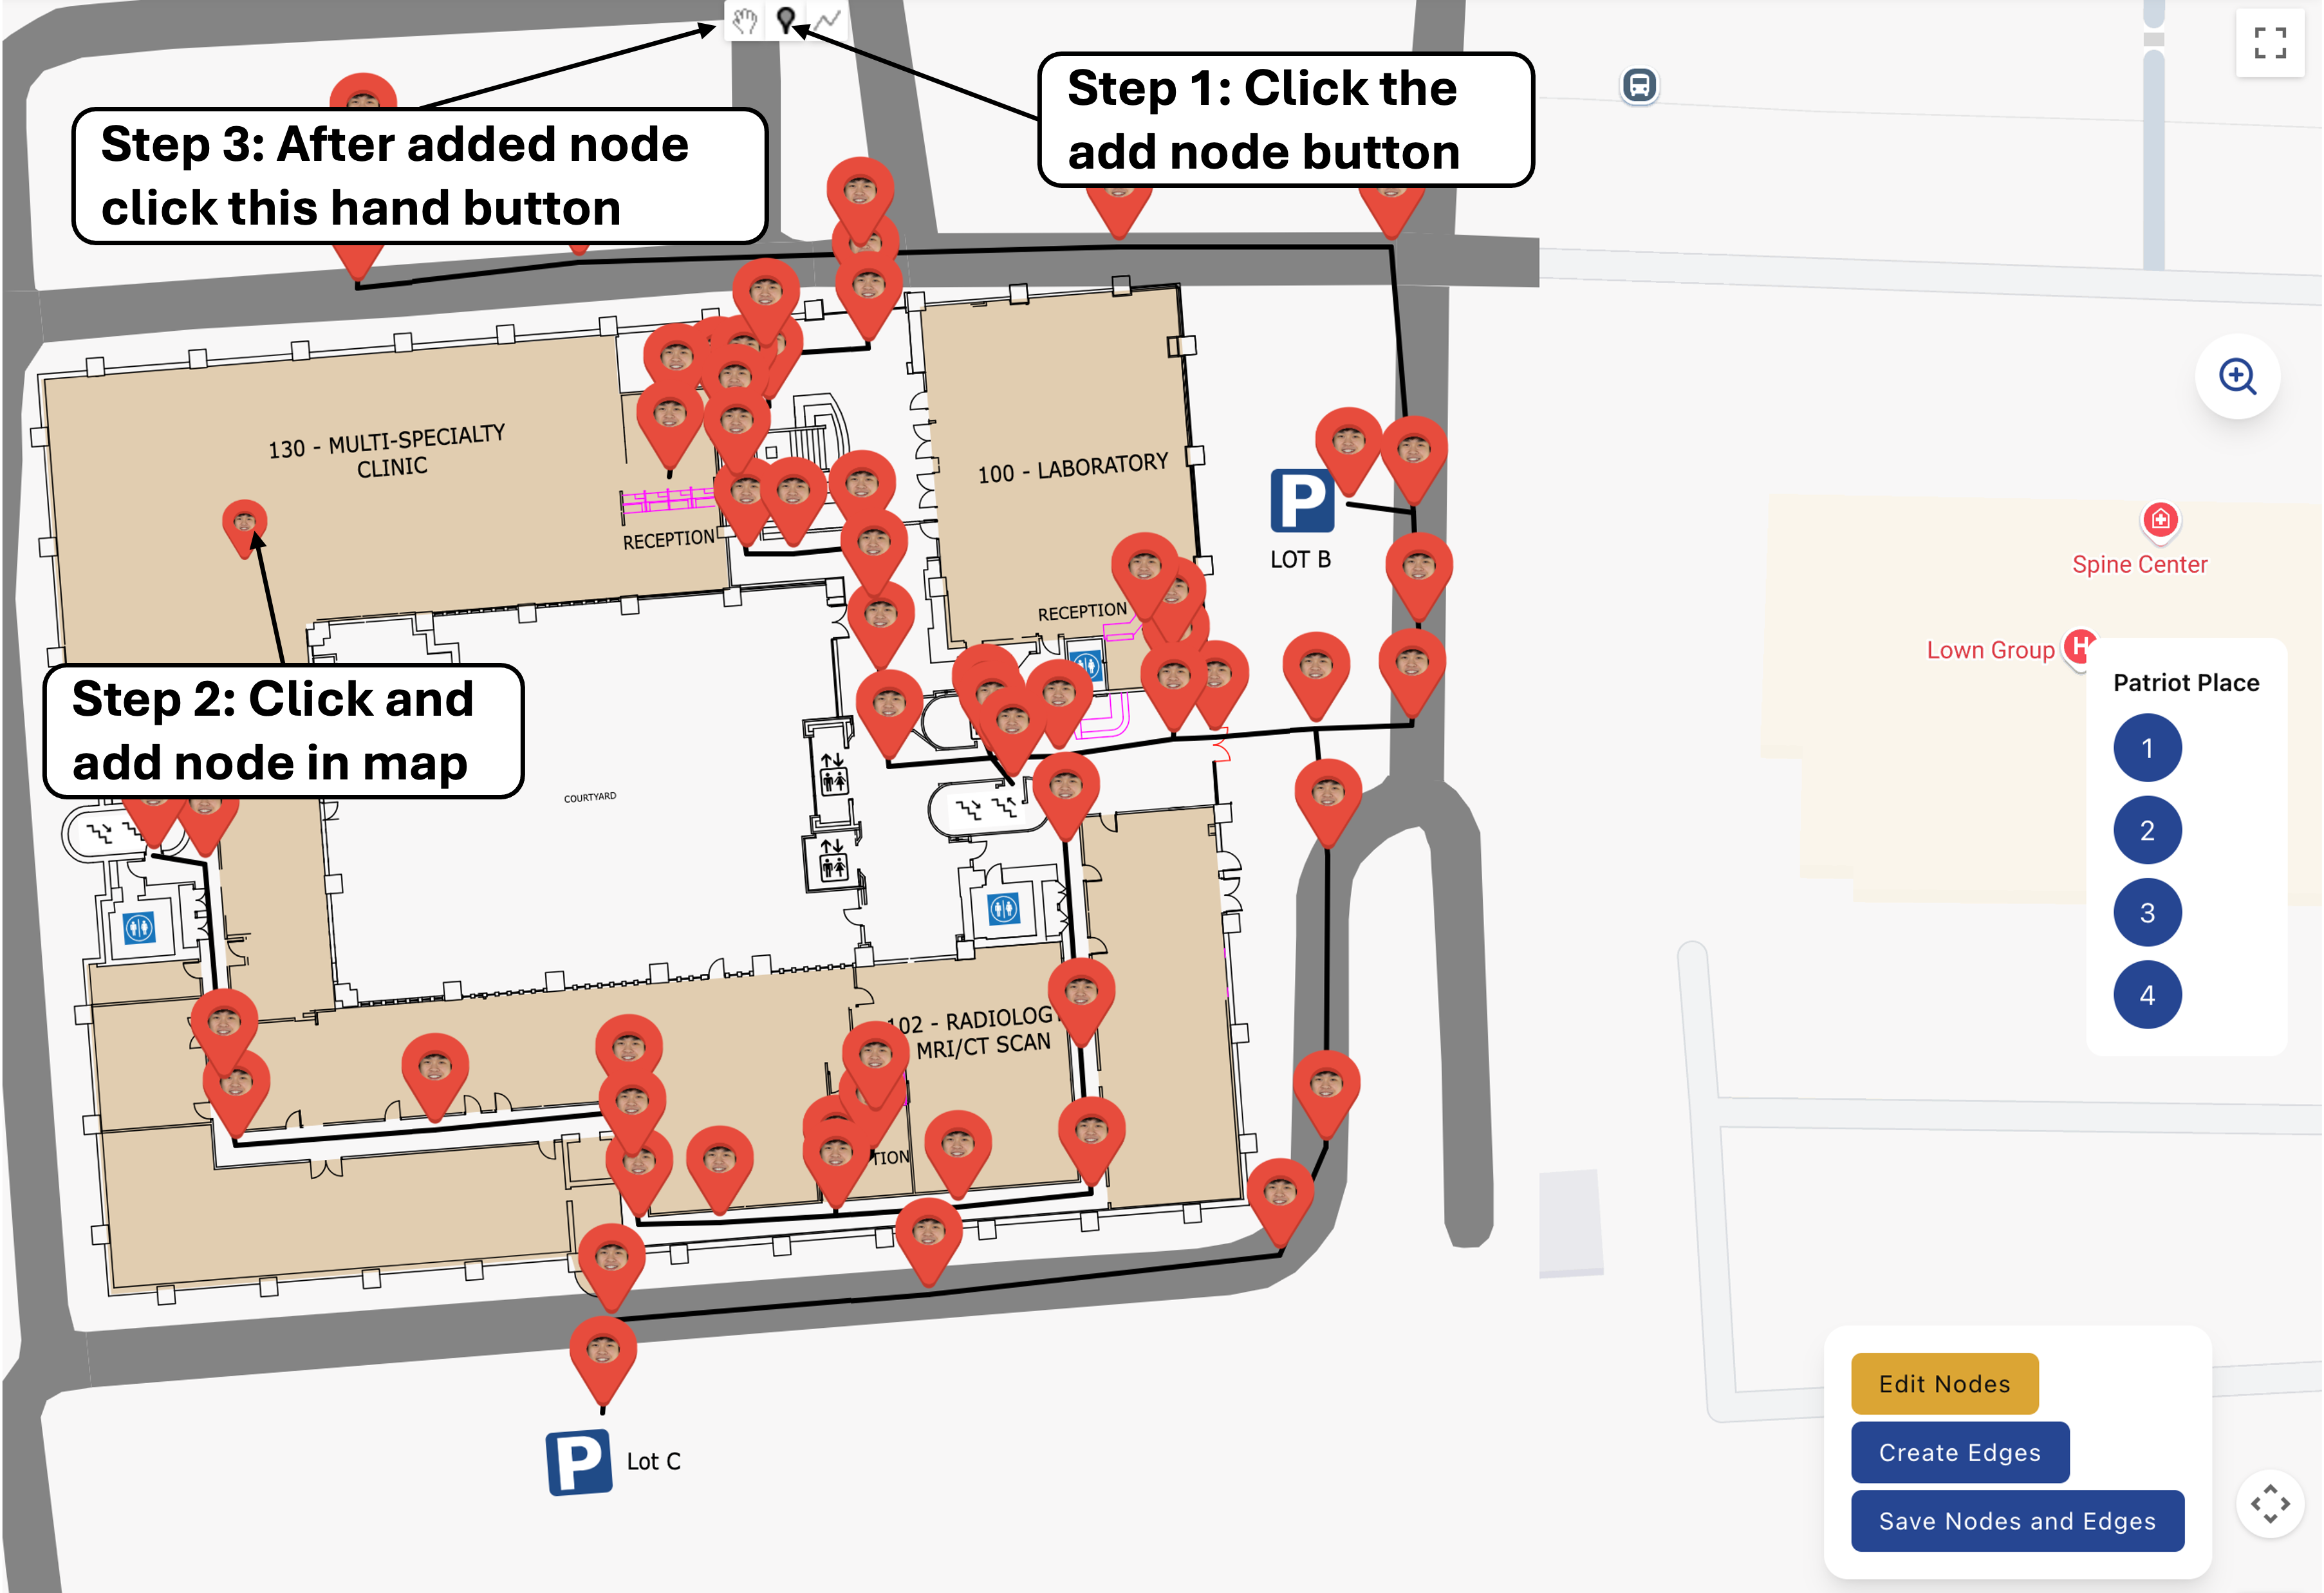 Step 1: Click the
add node button
Step 3: After added node
click this hand button
130 - MULTI-SPECIALTY
CLINIC
100 - LABORATORY
RECEPTION
P
LOT B
Spine Center
RECEPTION
Lown Group
H
Step 2: Click and
add node in map
Patriot Place
1
2
3
4
COURTYARD
102 - RADIOLOGY
MRI/CT SCAN
TION
P
Lot C
Edit Nodes
Create Edges
Save Nodes and Edges